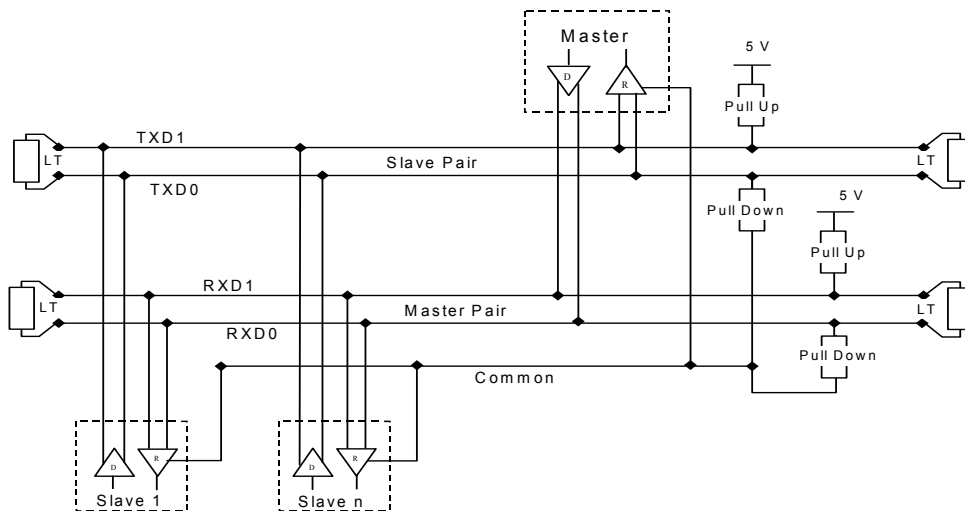 Master
D
R
5 V
Pull Up
LT
TXD1
Slave Pair
TXD0
LT
Pull Down
5 V
Pull Up
LT
RXD1
Master Pair
RXD0
LT
Pull Down
Common
D
R
D
R
Slave 1
Slave n